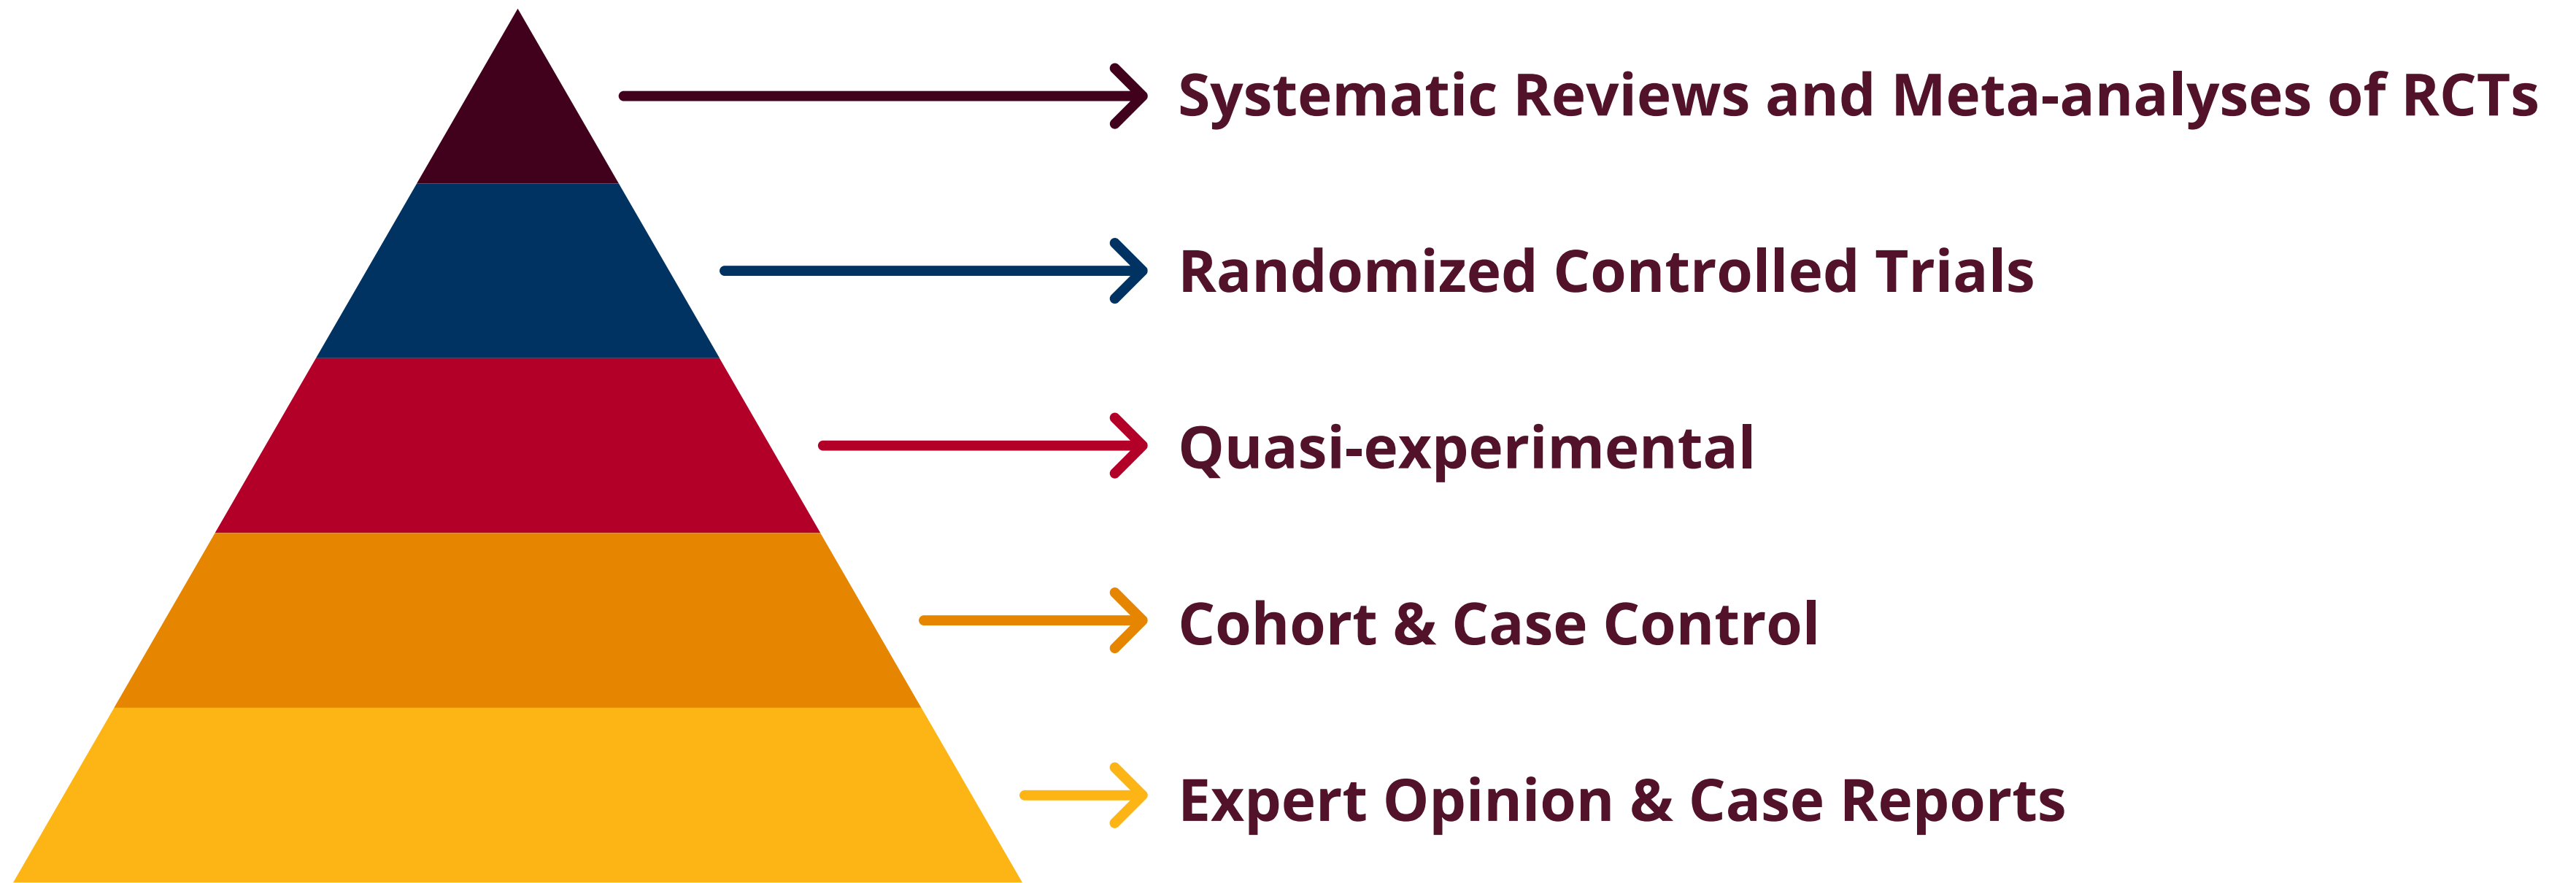 Systematic Reviews and Meta-analyses of RCTs
Randomized Controlled Trials
Quasi-experimental
Cohort & Case Control
Expert Opinion & Case Reports